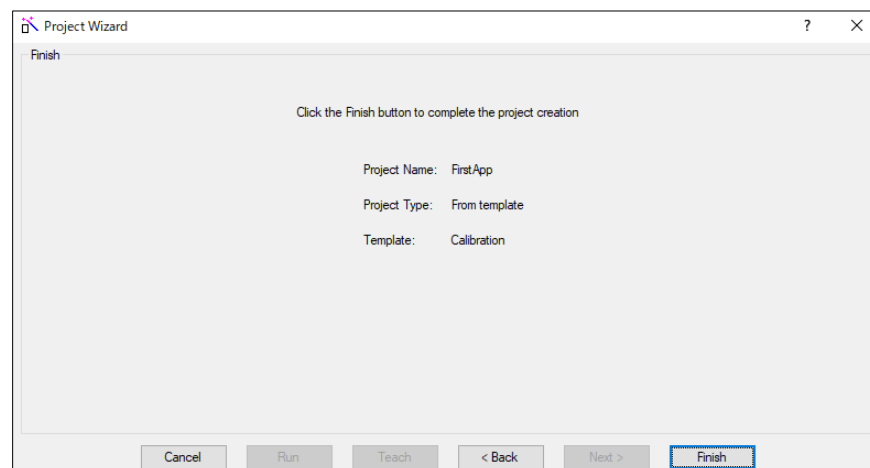 Project Wizard ?
Finish
Click the Finish button to complete the project creation
Project Name: FirstApp
Project Type: From template
Template: Calibration
Cancel Run Teach < Back Next > Finish